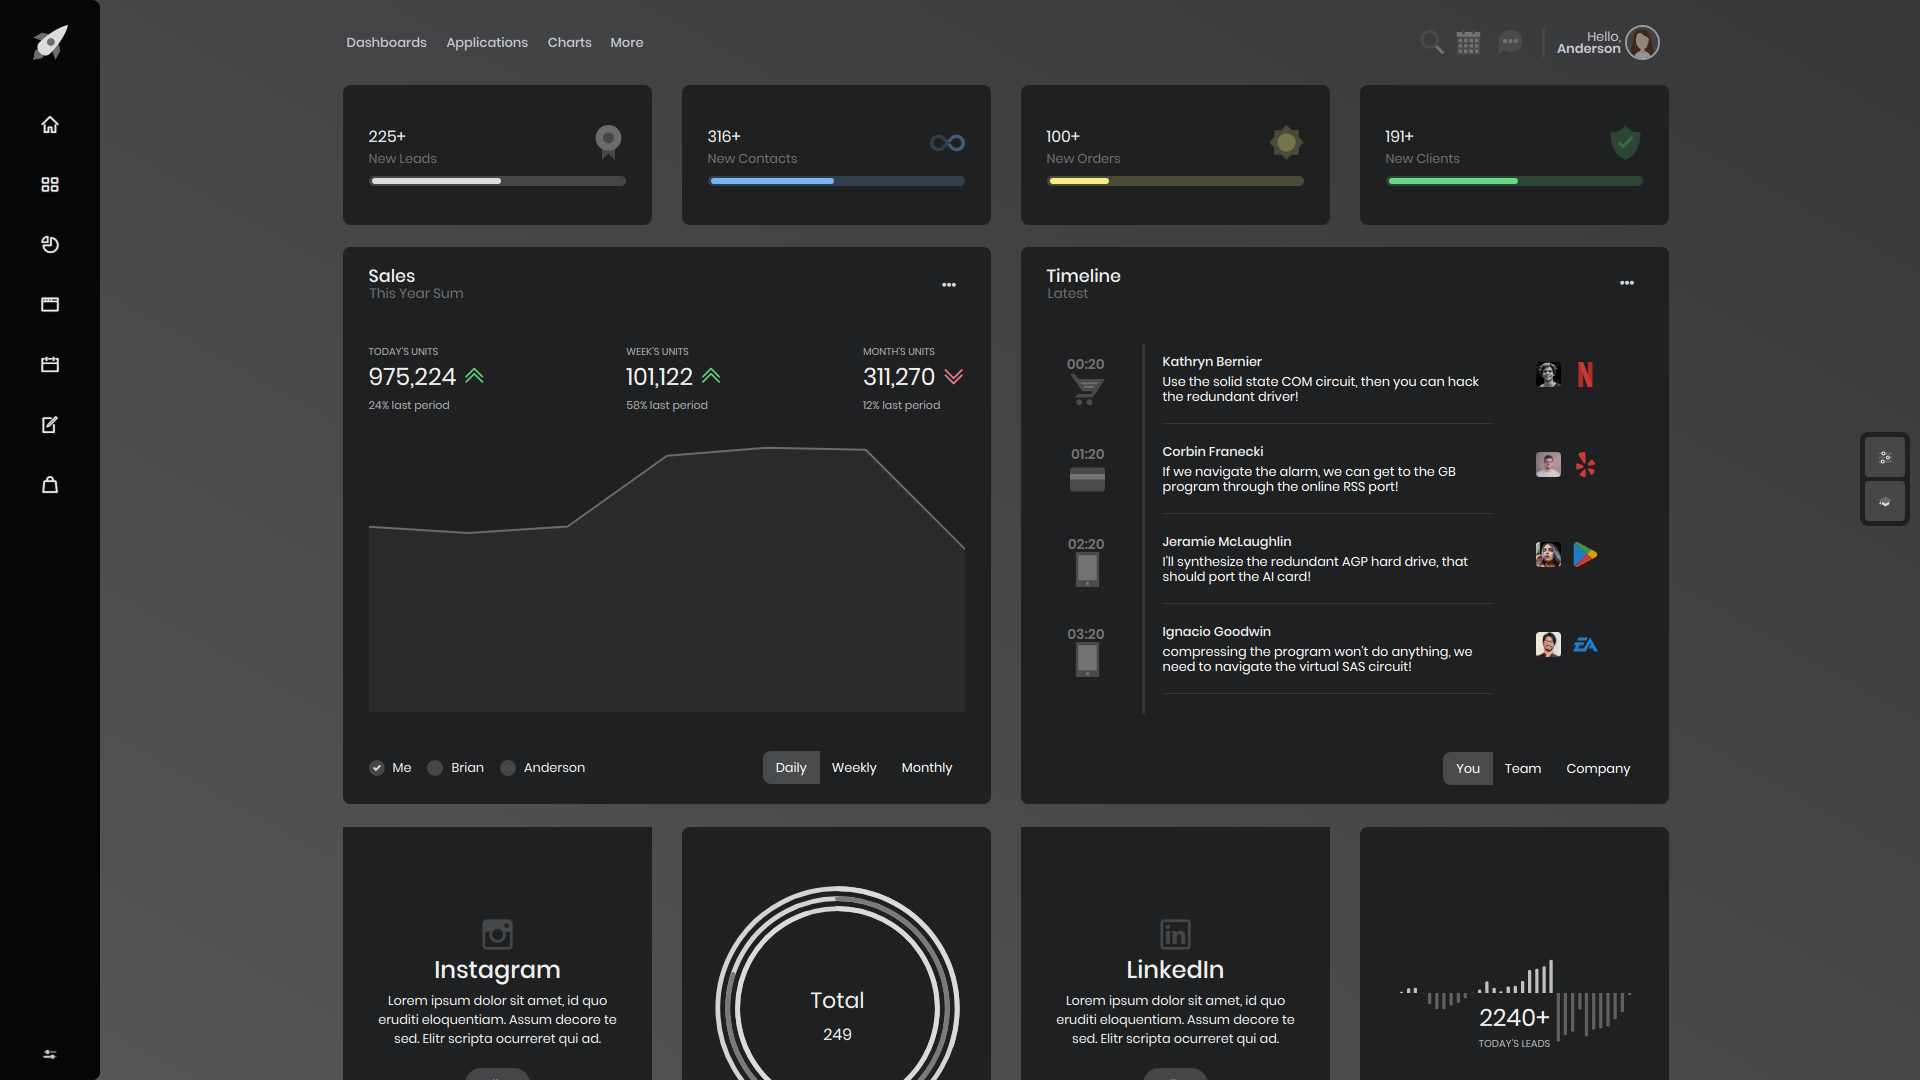 Dashboards Applications Charts More
Hello,
Anderson
225+
New Leads
316+
New Contacts
100+
New Orders
191+
New Clients
Sales
This Year Sum
TODAY'S UNITS
975,224
24% last period
WEEK'S UNITS
101,122
58% last period
MONTH'S UNITS
311,270
12% last period
Me Brian Anderson
Daily Weekly Monthly
Timeline
Latest
00:20
Kathryn Bernier
Use the solid state COM circuit, then you can hack
the redundant driver!
01:20
Corbin Franecki
If we navigate the alarm, we can get to the GB
program through the online RSS port!
02:20
Jeramie McLaughlin
I'll synthesize the redundant AGP hard drive, that
should port the AI card!
03:20
Ignacio Goodwin
compressing the program won't do anything, we
need to navigate the virtual SAS circuit!
EA
You Team Company
Instagram
Lorem ipsum dolor sit amet, id quo
eruditi eloquentiam. Assum decore te
sed. Elitr scripta ocurreret qui ad.
Total
249
in
LinkedIn
Lorem ipsum dolor sit amet, id quo
eruditi eloquentiam. Assum decore te
sed. Elitr scripta ocurreret qui ad.
2240+
TODAY'S LEADS